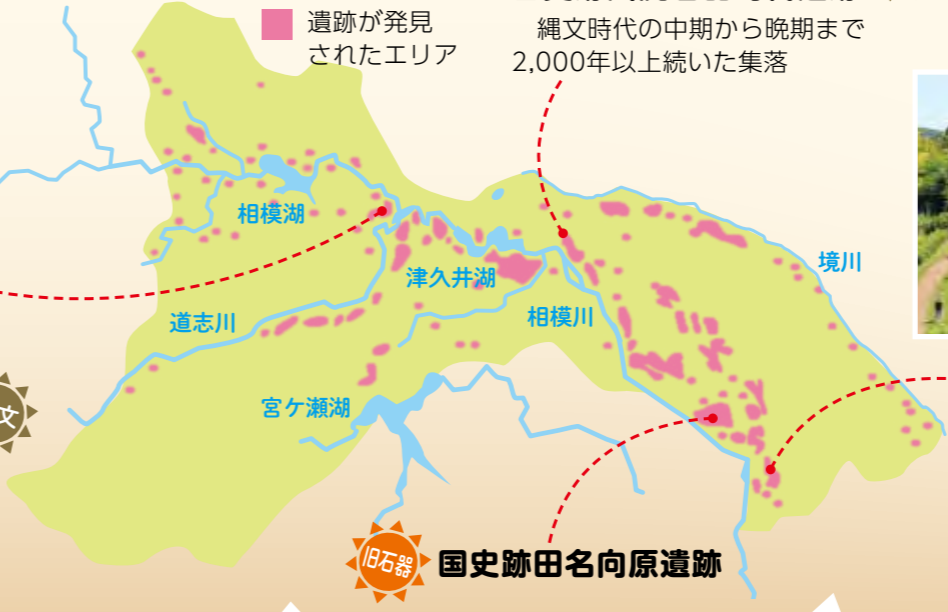 遺跡が発見
されたエリア
縄文時代の中期から晩期まで
2,000年以上続いた集落
相模湖
境川
津久井湖
相模川
道志川
宮ケ瀬湖
文
旧石器
国史跡田名向原遺跡